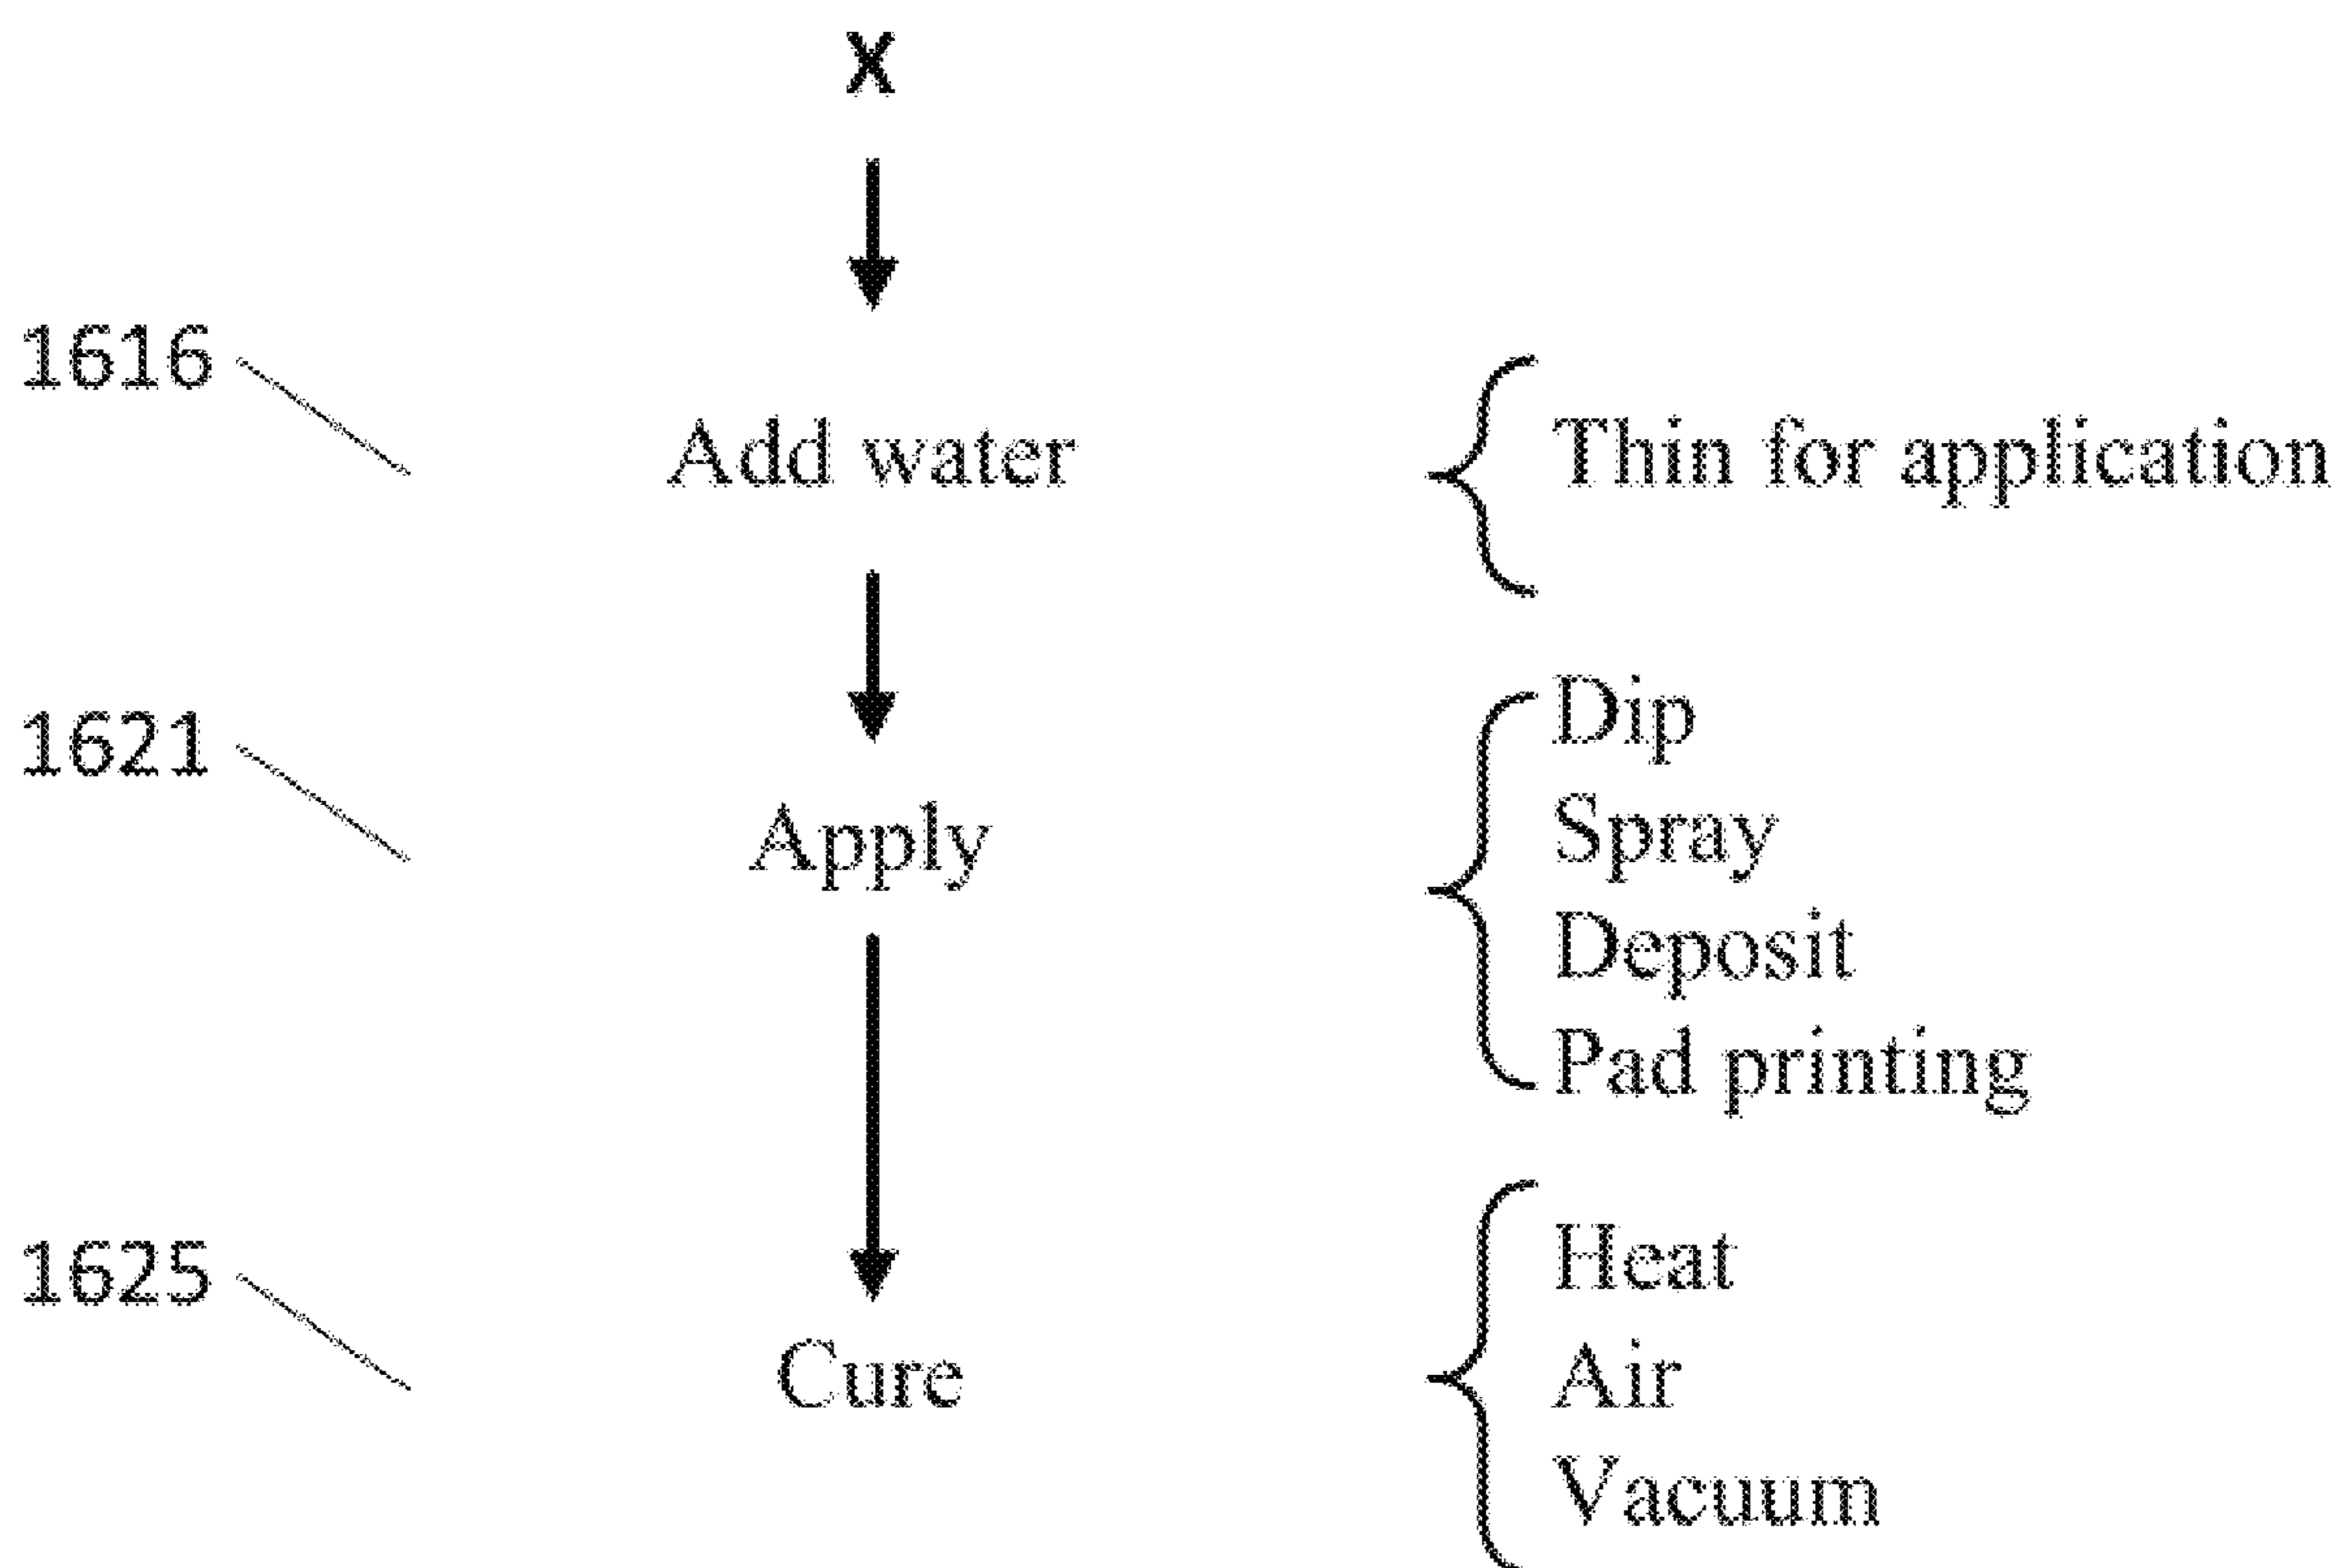 X
1616
Add water
Thin for application
1621
Apply
Dip
Spray
Deposit
Pad printing
1625
Cure
Heat
Air
Vacuum